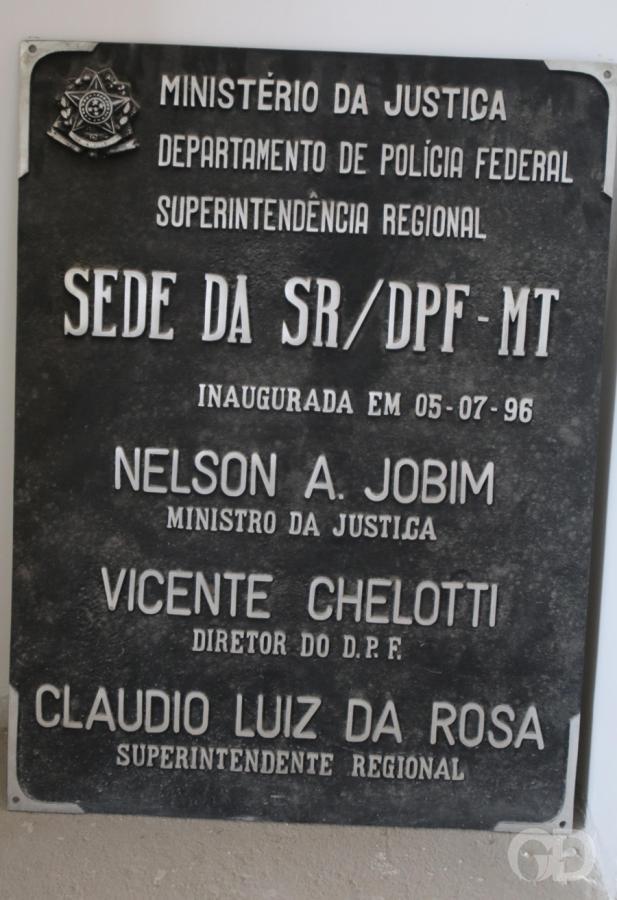 MINISTÉRIO DA JUSTIÇA
DEPARTAMENTO DE POLÍCIA FEDERAL
SUPERINTENDÊNCIA REGIONAL
SEDE DA SR/DPF-MT
INAUGURADA EM 05-07-96
NELSON A. JOBIM
MINISTRO DA JUSTIÇA
VICENTE CHELOTTI
DIRETOR DO D.P.F.
CLAUDIO LUIZ DA ROSA
SUPERINTENDENTE REGIONAL